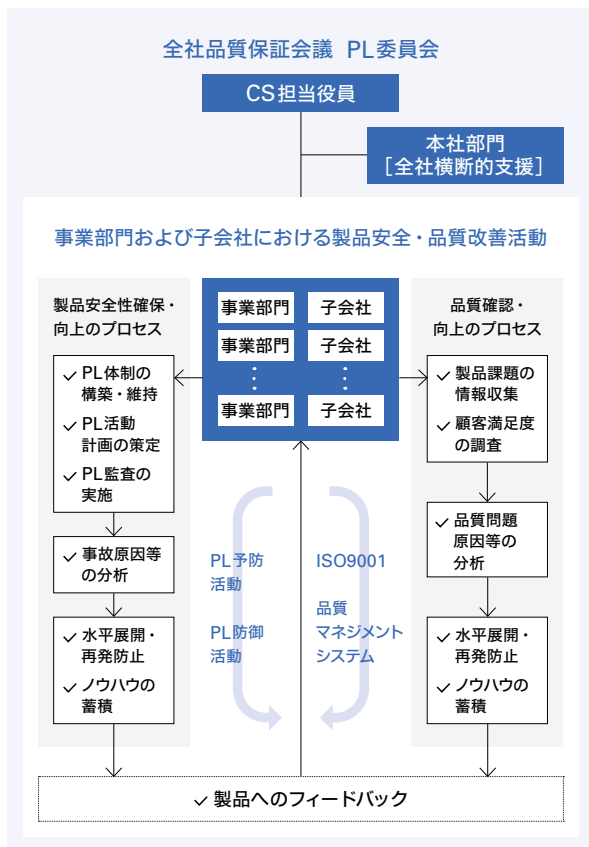 全社品質保証会議 PL委員会
CS担当役員
本社部門
[全社横断的支援]
事業部門および子会社における製品安全・品質改善活動
製品安全性確保・
向上のプロセス
✓ PL体制の
構築・維持
✓ PL活動
計画の策定
✓ PL監査の
実施
✓ 事故原因等
の分析
✓ 水平展開・
再発防止
✓ ノウハウの
蓄積
事業部門 子会社
事業部門 子会社
事業部門 子会社
PL予防
活動
PL防御
活動
ISO9001
品質
マネジメント
システム
品質確認・
向上のプロセス
✓ 製品課題の
情報収集
✓ 顧客満足度
の調査
✓ 品質問題
原因等の
分析
✓ 水平展開・
再発防止
✓ ノウハウの
蓄積
✓ 製品へのフィードバック